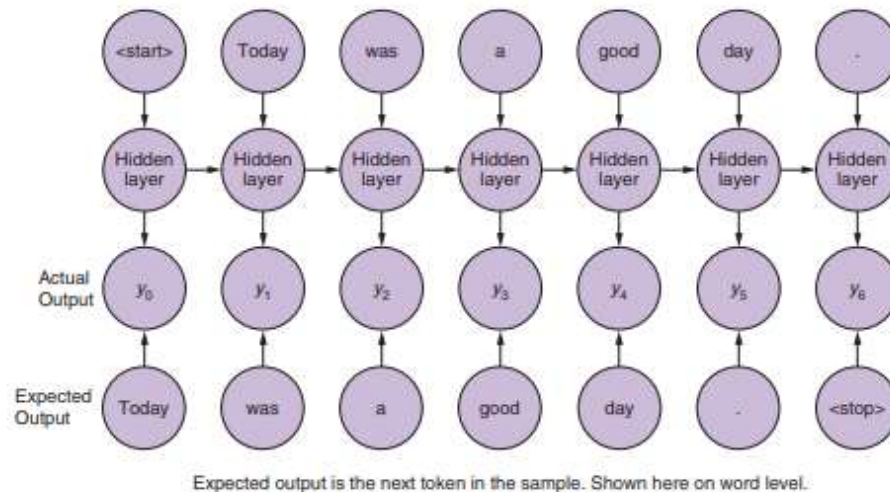 <start> Today was a good day .
Hidden layer Hidden layer Hidden layer Hidden layer Hidden layer Hidden layer Hidden layer
Actual Output y0 y1 y2 y3 y4 y5 y6
Expected Output Today was a good day . <stop>
Expected output is the next token in the sample. Shown here on word level.